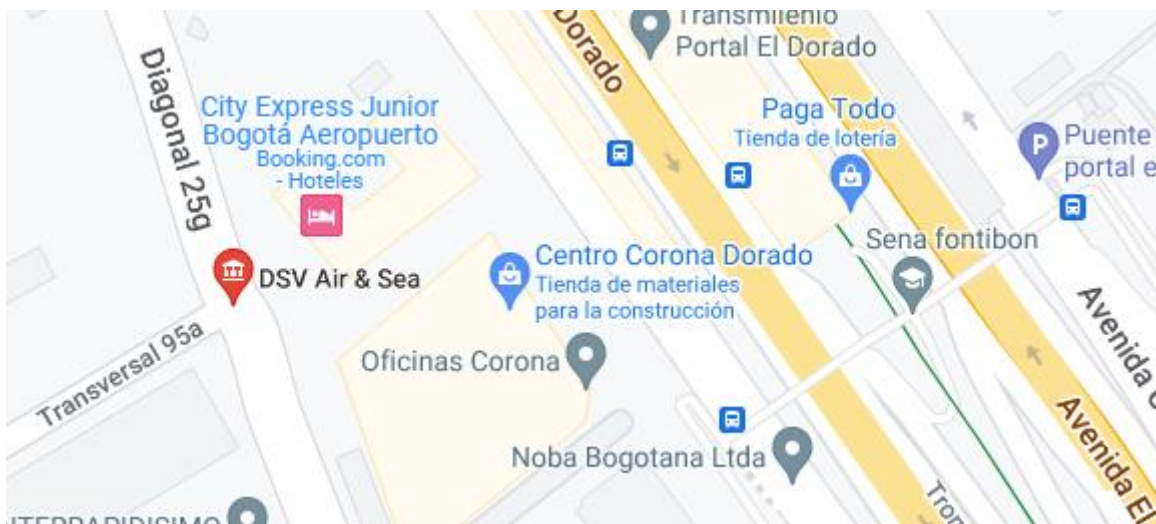 Transmilenio
Portal El Dorado
Dorado
Diagonal 25g
City Express Junior
Bogotá Aeropuerto
Booking.com
- Hoteles
Paga Todo
Tienda de lotería
P
Puente
portal e
Sena fontibon
DSV Air & Sea
Centro Corona Dorado
Tienda de materiales
para la construcción
Avenida C
Transversal 95a
Oficinas Corona
Avenida El
Noba Bogotana Ltda
Tron
NTERRAPIDISIMO